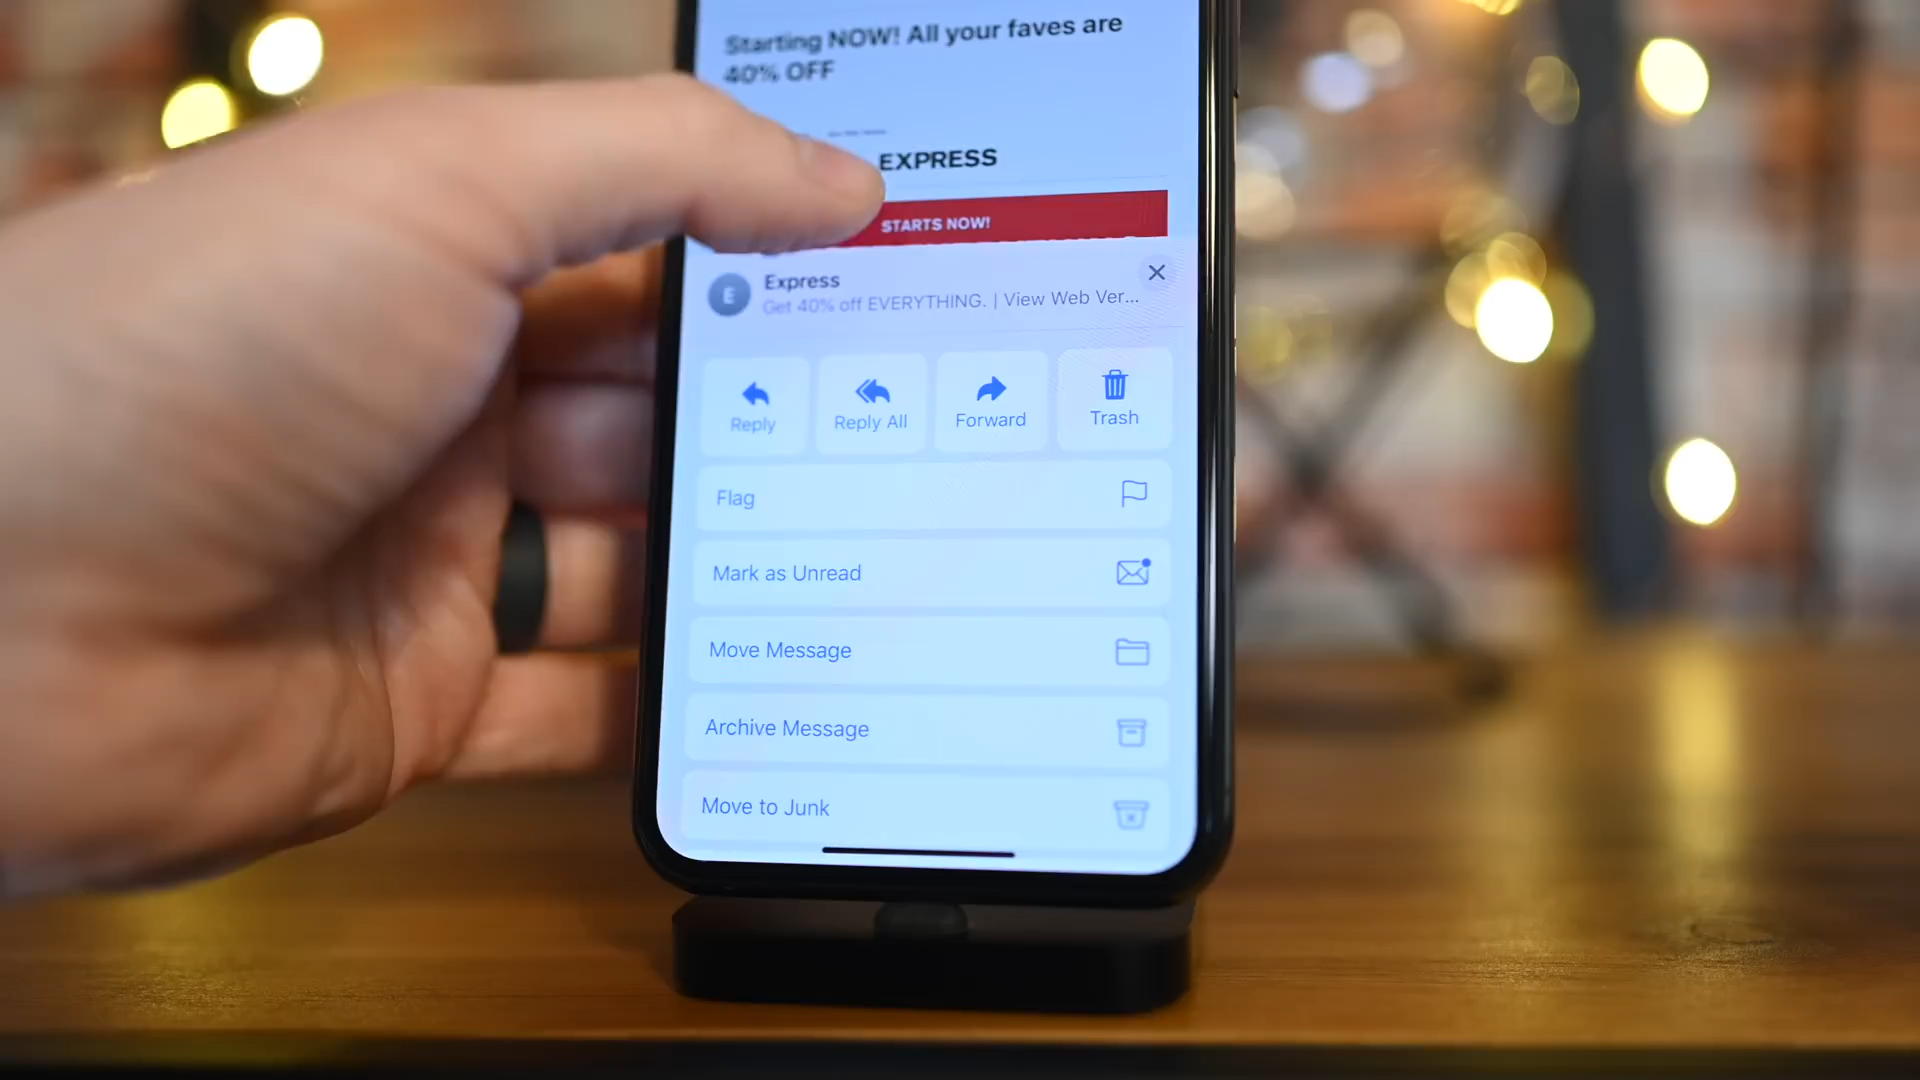 Starting NOW! All your faves are
40% OFF
EXPRESS
STARTS NOW!
E
Express
Get 40% off EVERYTHING. | View Web Ver...
Reply
Reply All
Forward
Trash
Flag
Mark as Unread
Move Message
Archive Message
Move to Junk